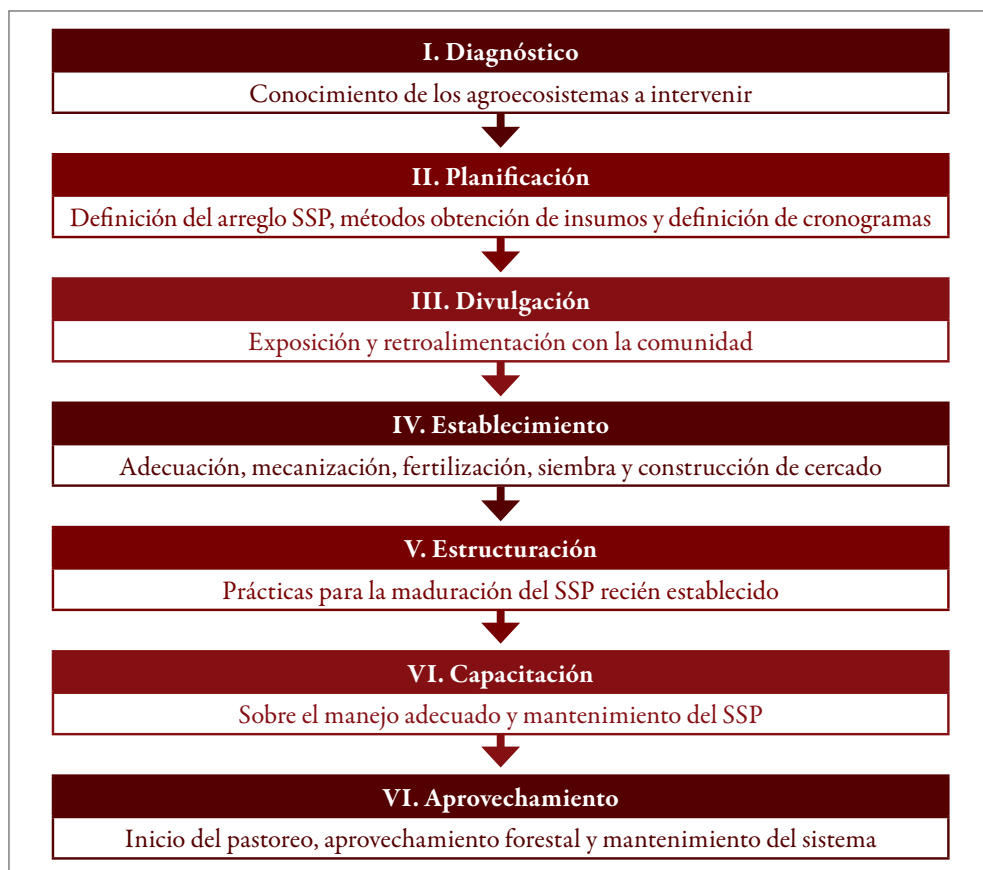 I. Diagnóstico
Conocimiento de los agroecosistemas a intervenir
II. Planificación
Definición del arreglo SSP, métodos obtención de insumos y definición de cronogramas
III. Divulgación
Exposición y retroalimentación con la comunidad
IV. Establecimiento
Adecuación, mecanización, fertilización, siembra y construcción de cercado
V. Estructuración
Prácticas para la maduración del SSP recién establecido
VI. Capacitación
Sobre el manejo adecuado y mantenimiento del SSP
VI. Aprovechamiento
Inicio del pastoreo, aprovechamiento forestal y mantenimiento del sistema